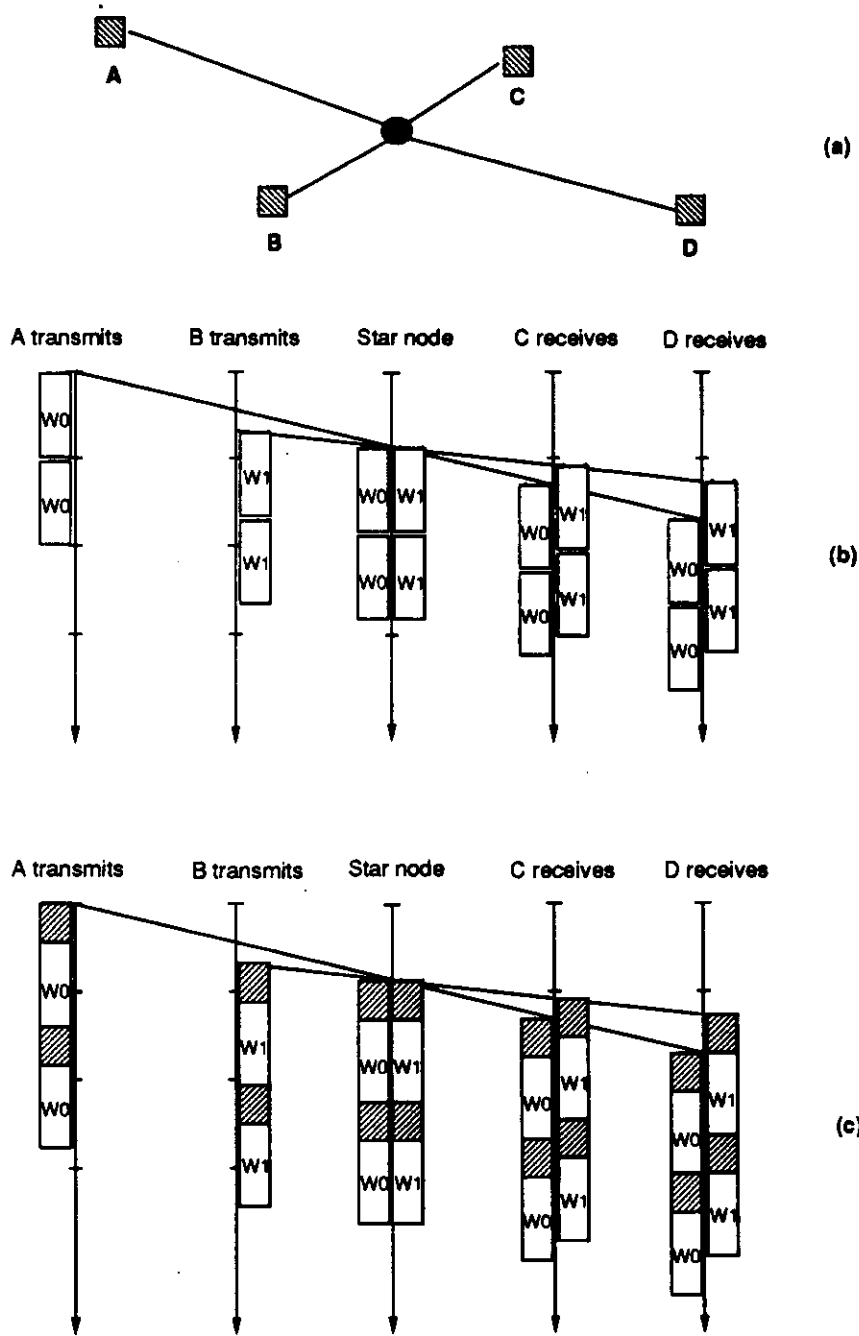 A
C
(a)
B
D
A transmits B transmits Star node C receives D receives
W0 W1 W0 W1 W0 W1 W0 W1
W0 W1 W0 W1 W0 W1 W0 W1
(b)
A transmits B transmits Star node C receives D receives
W0 W1 W0 W1 W0 W1 W0 W1
W0 W1 W0 W1 W0 W1 W0 W1
(c)